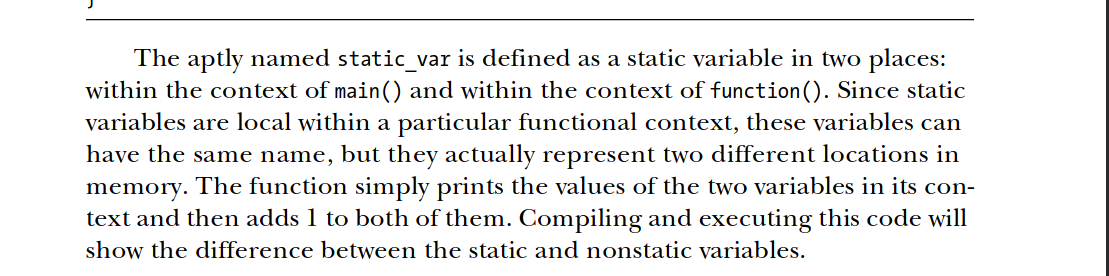 }
The aptly named static_var is defined as a static variable in two places:
within the context of main() and within the context of function(). Since static
variables are local within a particular functional context, these variables can
have the same name, but they actually represent two different locations in
memory. The function simply prints the values of the two variables in its con-
text and then adds 1 to both of them. Compiling and executing this code will
show the difference between the static and nonstatic variables.